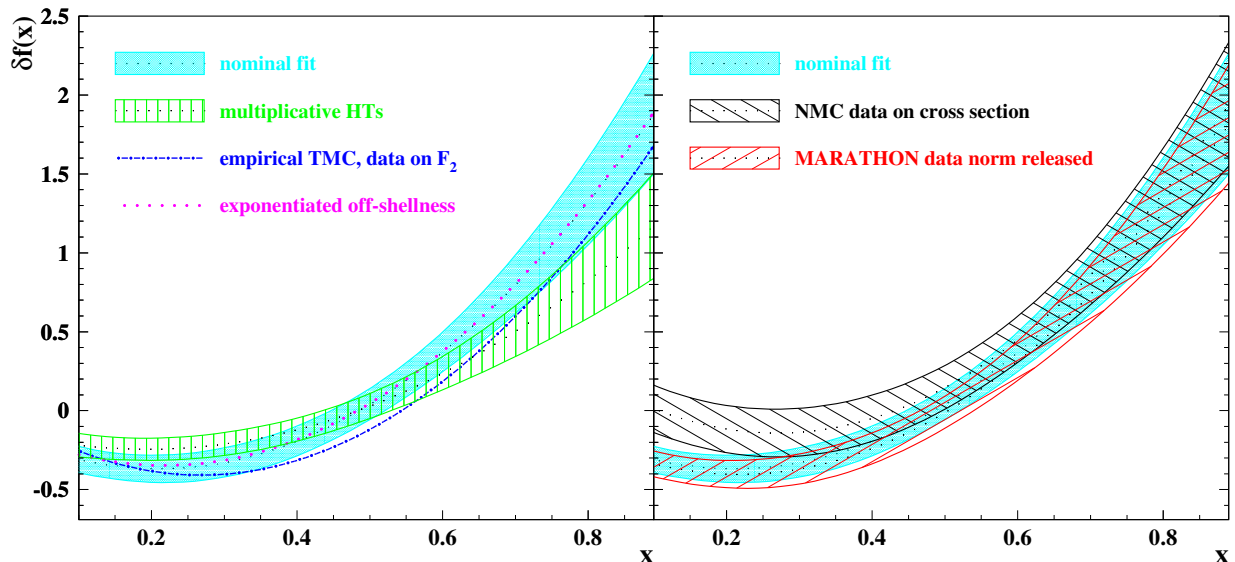 δf(x)
2.5
2
1.5
1
0.5
0
-0.5
nominal fit
multiplicative HTs
empirical TMC, data on F₂
exponentiated off-shellness
0.2
0.4
0.6
0.8
x
nominal fit
NMC data on cross section
MARATHON data norm released
0.2
0.4
0.6
0.8
x